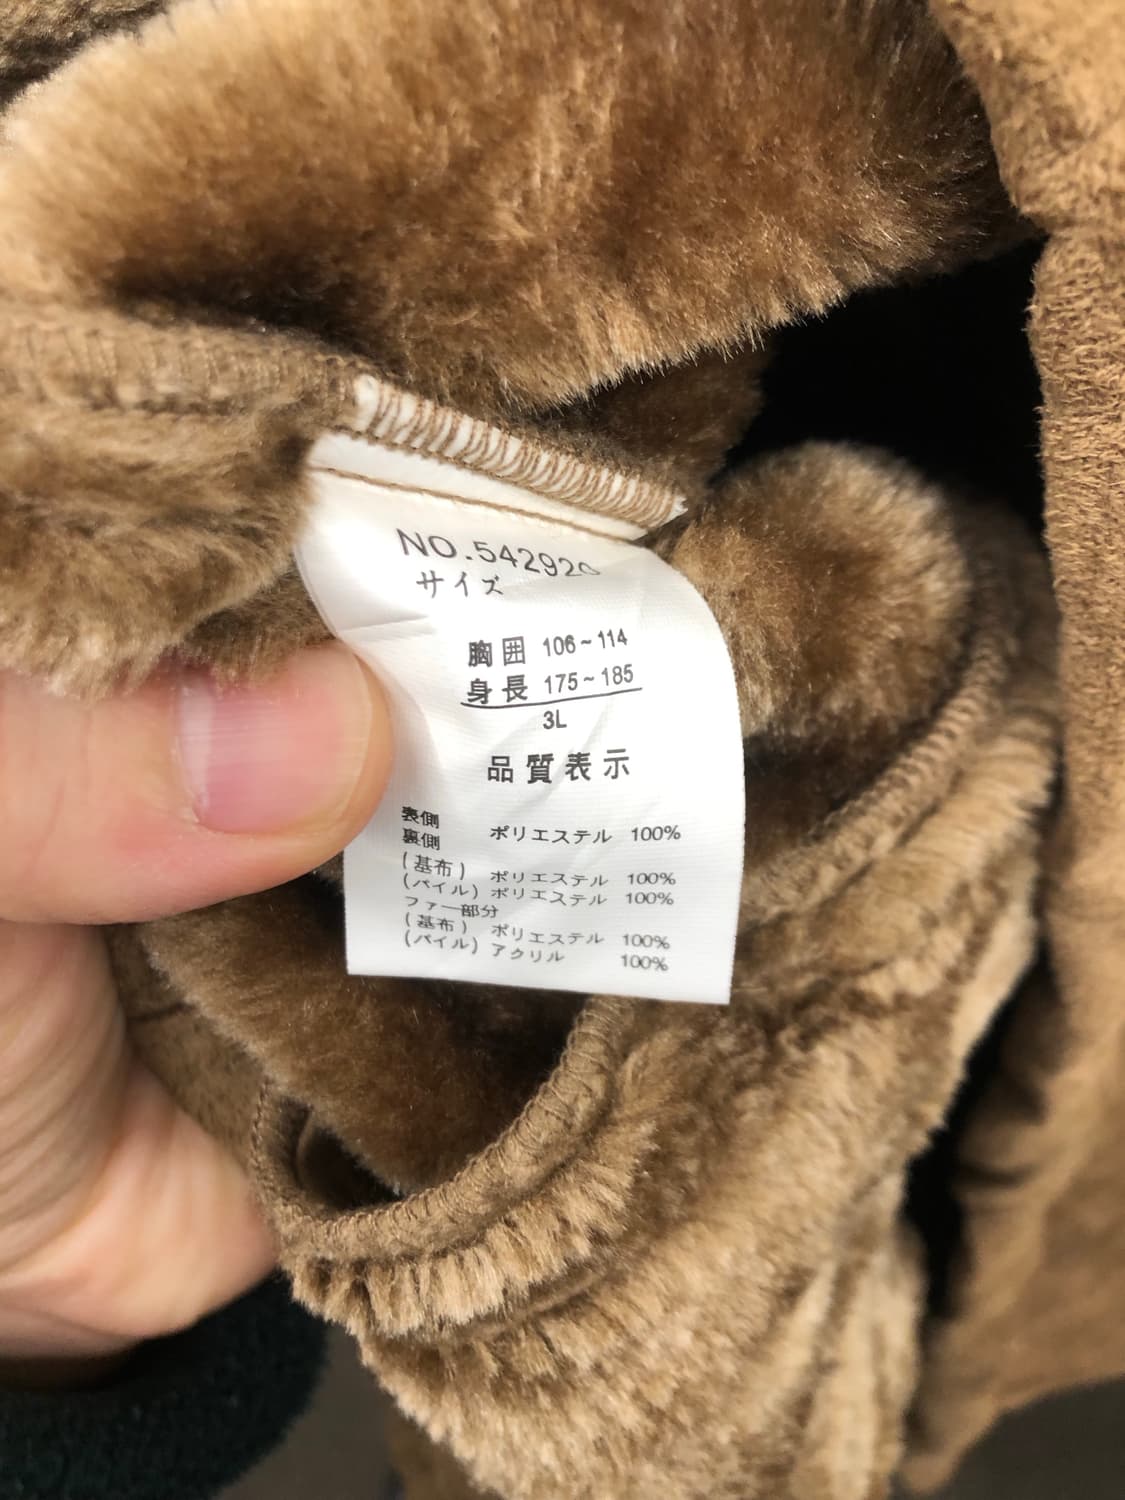 NO.54292
サイズ
胸囲 106~114
身長 175~185
3L
品質表示
表側 ポリエステル 100%
裏側
(基布) ポリエステル 100%
(パイル) ポリエステル 100%
ファー部分
(基布) ポリエステル 100%
(パイル) アクリル 100%